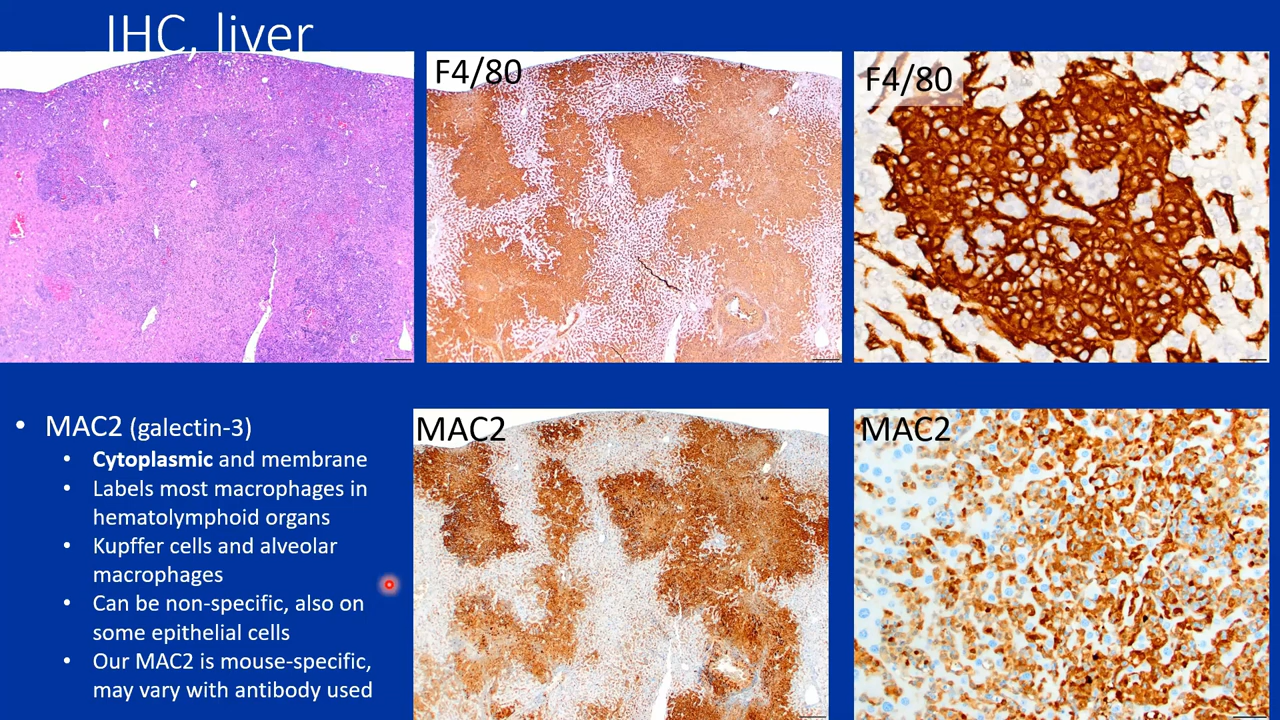 IHC, liver
F4/80
F4/80
• MAC2 (galectin-3)
• Cytoplasmic and membrane
• Labels most macrophages in
hematolymphoid organs
• Kupffer cells and alveolar
macrophages
• Can be non-specific, also on
some epithelial cells
• Our MAC2 is mouse-specific,
may vary with antibody used
MAC2
MAC2